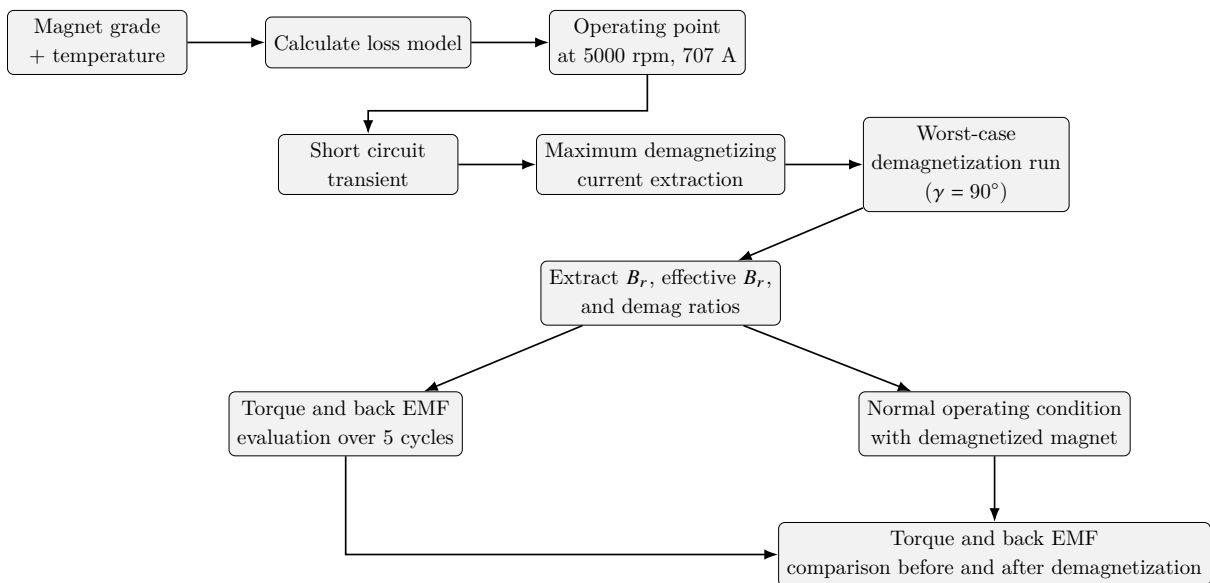 Magnet grade
+ temperature
Calculate loss model
Operating point
at 5000 rpm, 707 A
Short circuit
transient
Maximum demagnetizing
current extraction
Worst-case
demagnetization run
(γ = 90°)
Extract B_r, effective B_r,
and demag ratios
Torque and back EMF
evaluation over 5 cycles
Normal operating condition
with demagnetized magnet
Torque and back EMF
comparison before and after demagnetization